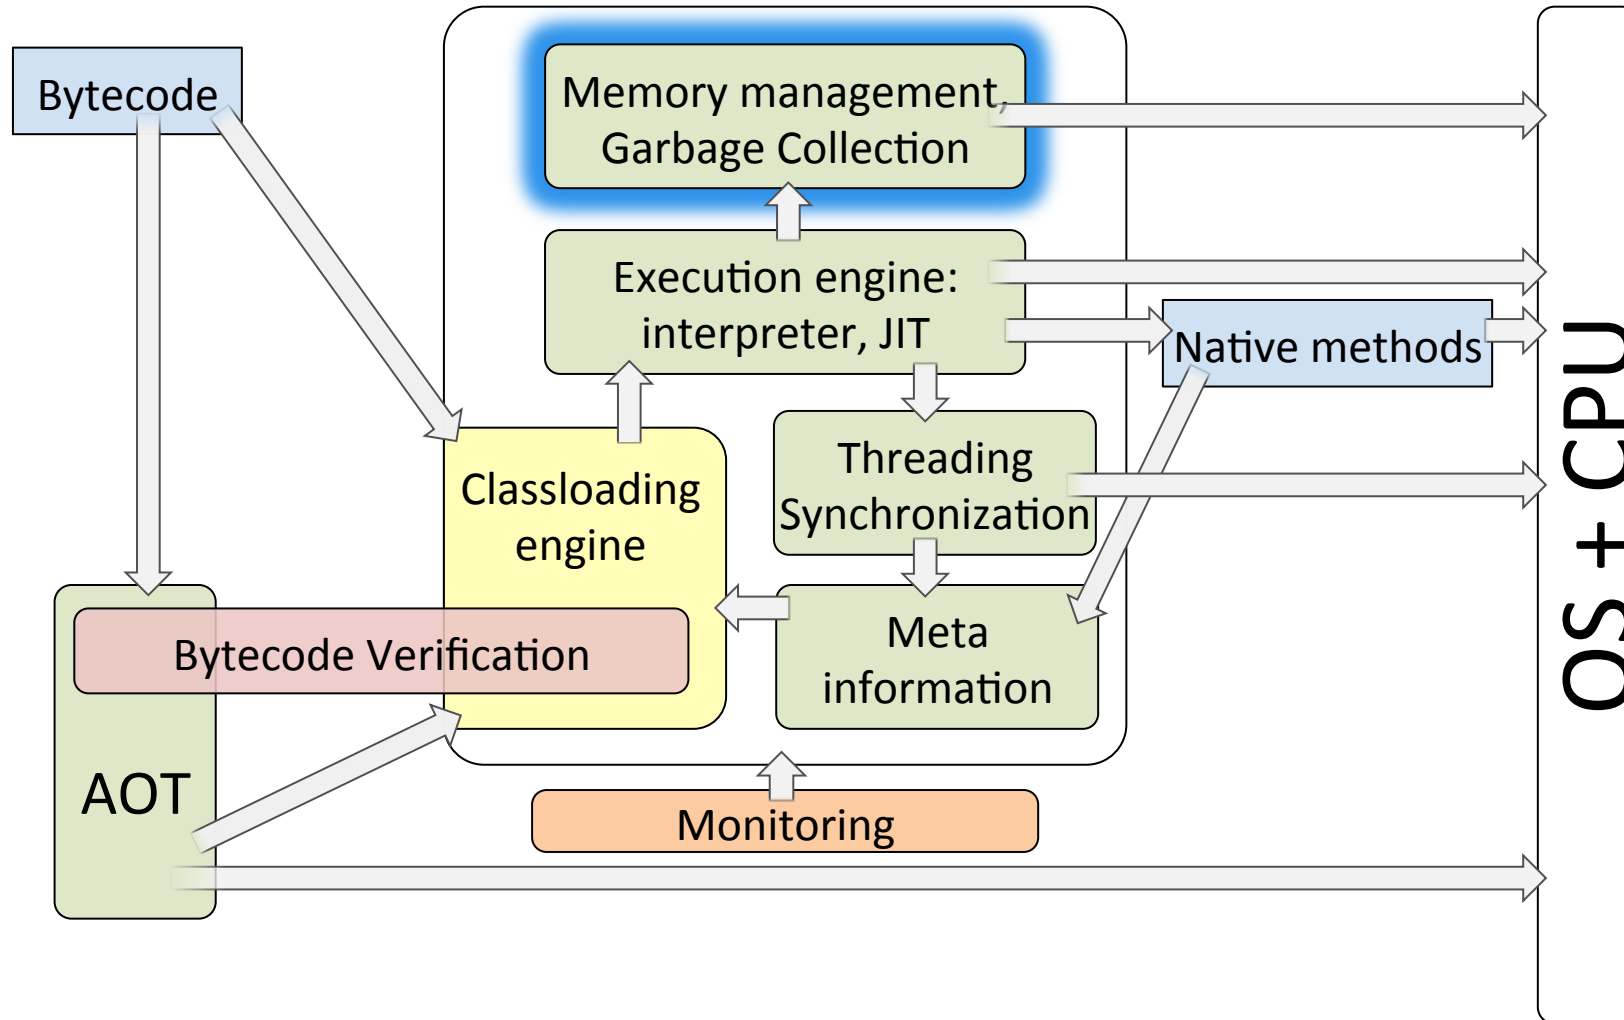 Bytecode
Memory management,
Garbage Collection
Execution engine:
interpreter, JIT
Native methods
Threading
Synchronization
Classloading
engine
Meta
information
Bytecode Verification
AOT
Monitoring
OS + CPU